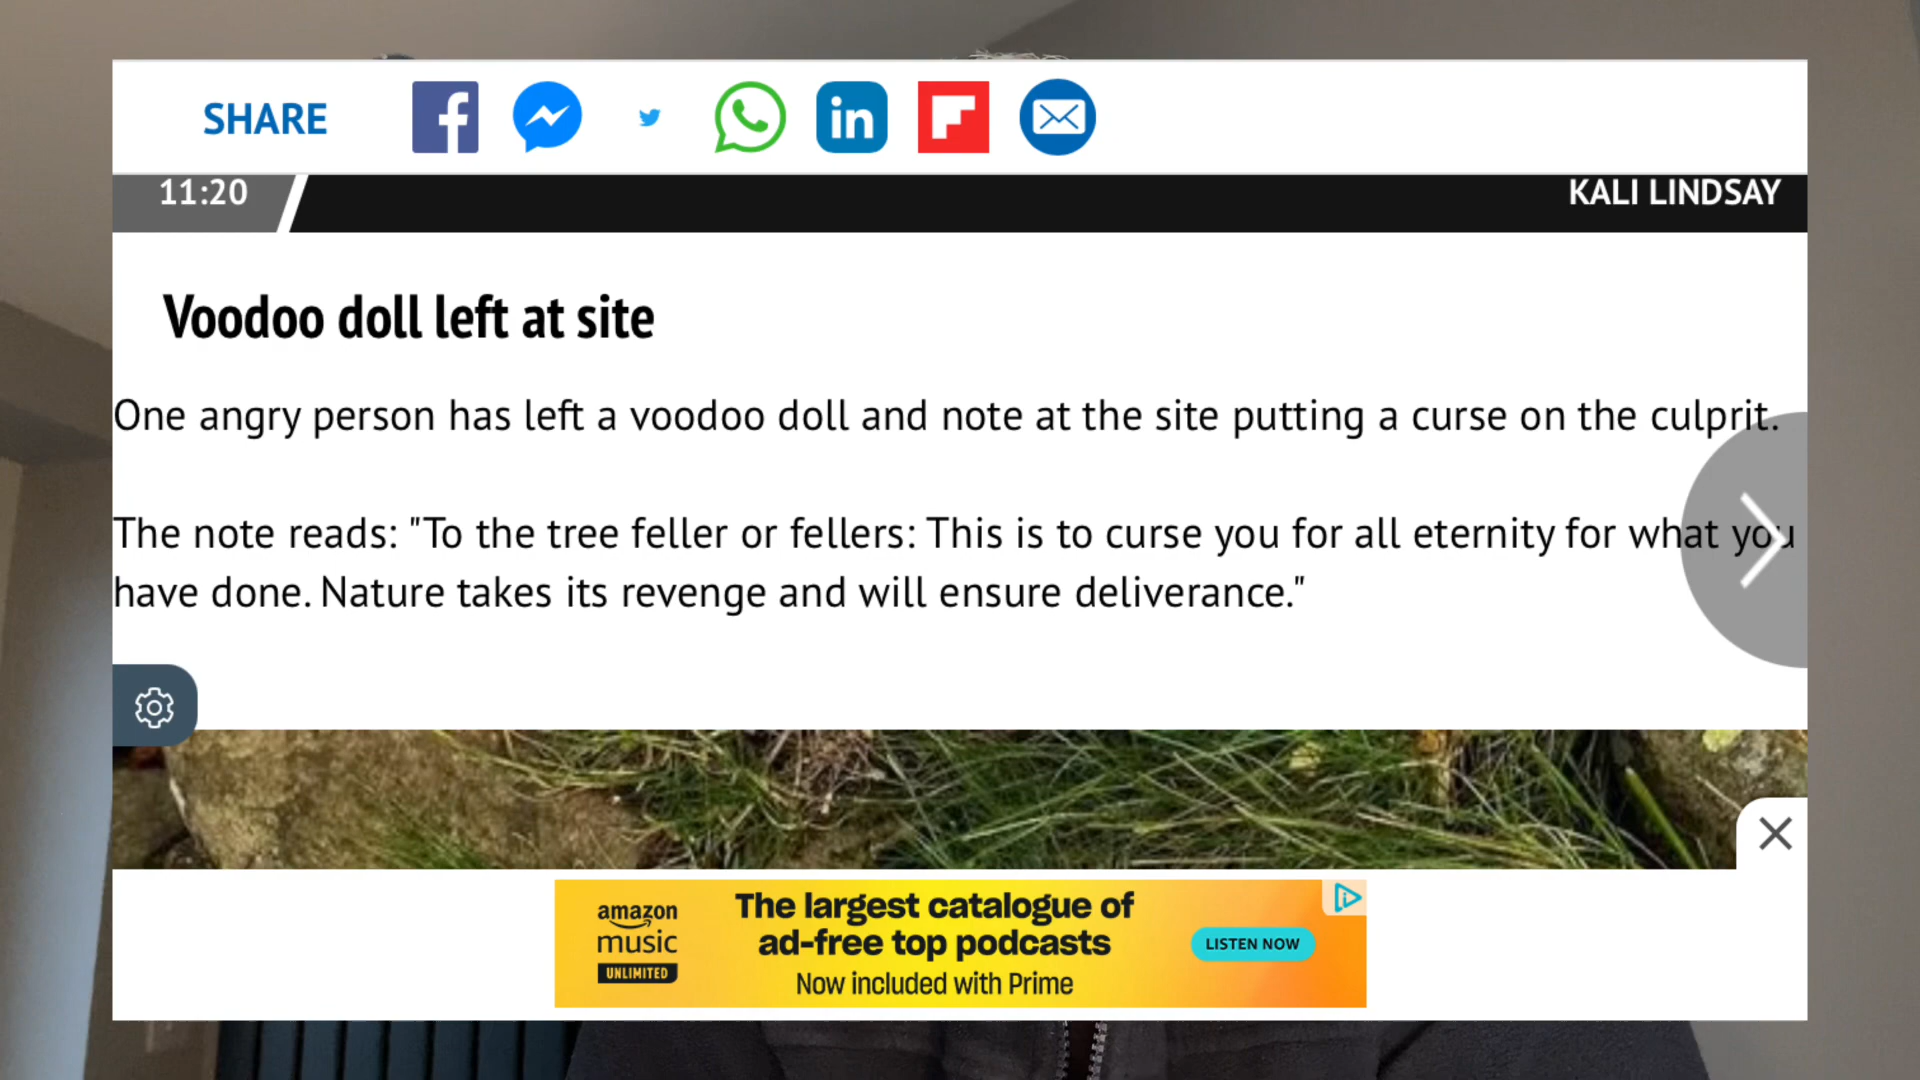 SHARE
11:20
KALI LINDSAY
Voodoo doll left at site
One angry person has left a voodoo doll and note at the site putting a curse on the culprit.
The note reads: "To the tree feller or fellers: This is to curse you for all eternity for what you
have done. Nature takes its revenge and will ensure deliverance."
amazon
music
UNLIMITED
The largest catalogue of
ad-free top podcasts
Now included with Prime
LISTEN NOW